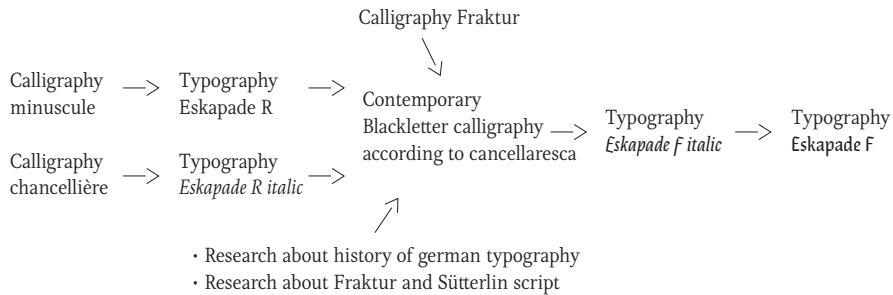 Calligraphy Fraktur
Calligraphy
minuscule
Typography
Eskapade R
Calligraphy
chancellière
Typography
Eskapade R italic
Contemporary
Blackletter calligraphy
according to cancellaresca
Typography
Eskapade F italic
Typography
Eskapade F
· Research about history of german typography
· Research about Fraktur and Sütterlin script